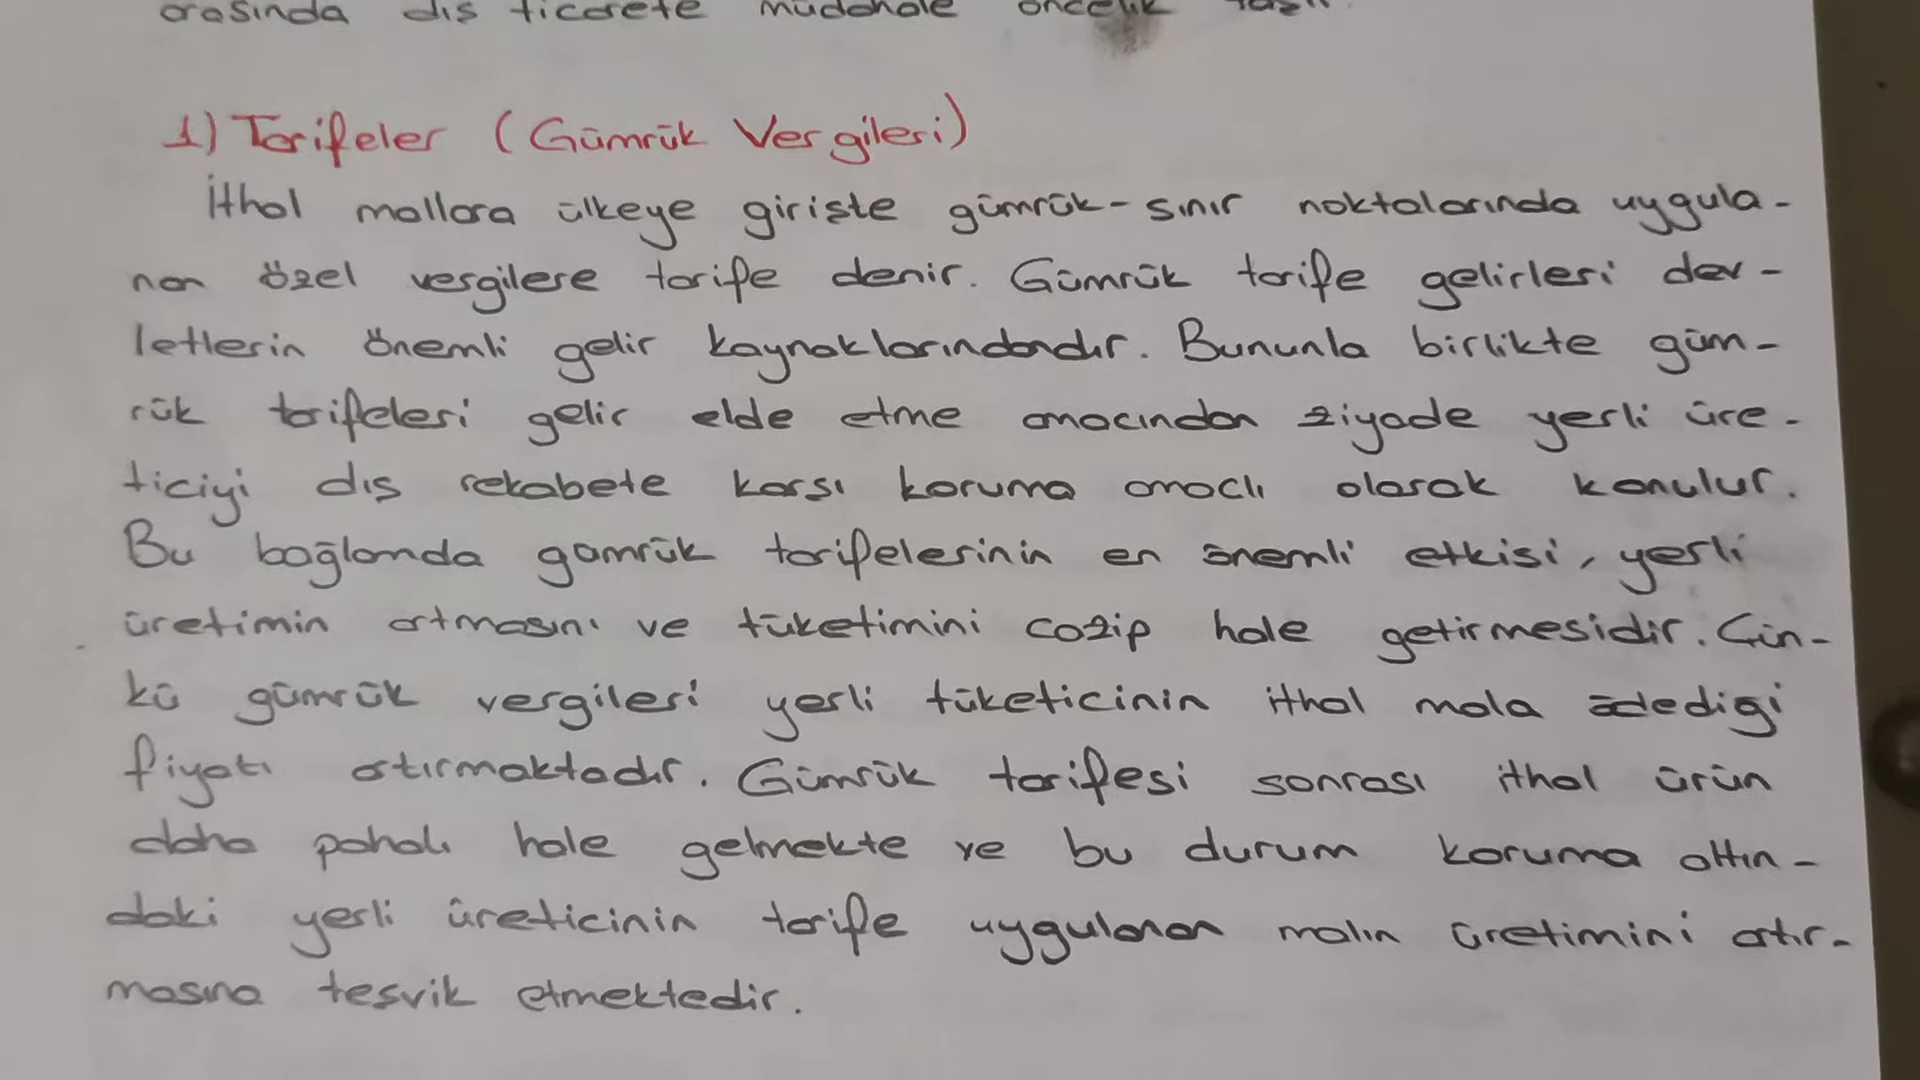 arasında dış ticarete müdahale öncelik
1) Tarifeler (Gümrük Vergileri)
İthal mallara ülkeye girişte gümrük-sınır noktalarında uygula-
nan özel vergilere tarife denir. Gümrük tarife gelirleri dev-
letlerin önemli gelir kaynaklarındandır. Bununla birlikte güm-
rük tarifeleri gelir elde etme amacından ziyade yerli üre-
ticiyi dış rekabete karşı koruma amaçlı olarak konulur.
Bu bağlamda gümrük tarifelerinin en önemli etkisi, yerli
üretimin artmasını ve tüketimini cazip hale getirmesidir. Çün-
kü gümrük vergileri yerli tüketicinin ithal mala ödediği
fiyatı artırmaktadır. Gümrük tarifesi sonrası ithal ürün
daha pahalı hale gelmekte ve bu durum koruma altın-
daki yerli üreticinin tarife uygulanan malın üretimini artır-
masına teşvik etmektedir.